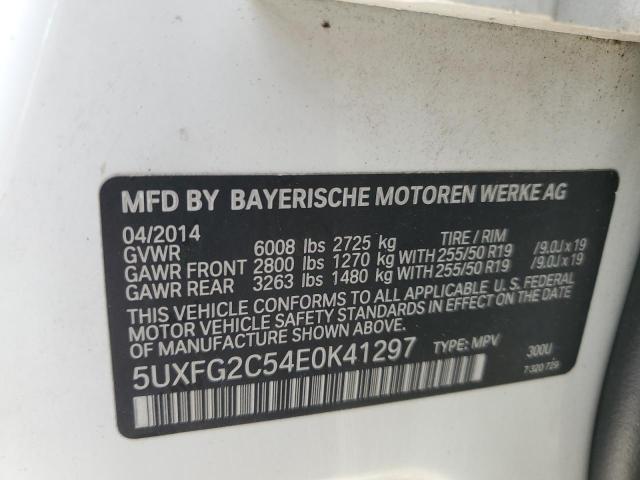 MFD BY BAYERISCHE MOTOREN WERKE AG
04/2014 TIRE / RIM
GVWR 6008 lbs 2725 kg
GAWR FRONT 2800 lbs 1270 kg WITH 255/50 R19 /9.0J x 19
GAWR REAR 3263 lbs 1480 kg WITH 255/50 R19 /9.0J x 19
THIS VEHICLE CONFORMS TO ALL APPLICABLE U. S. FEDERAL
MOTOR VEHICLE SAFETY STANDARDS IN EFFECT ON THE DATE
OF MANUFACTURE SHOWN ABOVE.
5UXFG2C54E0K41297 TYPE: MPV 300U
7 320 729